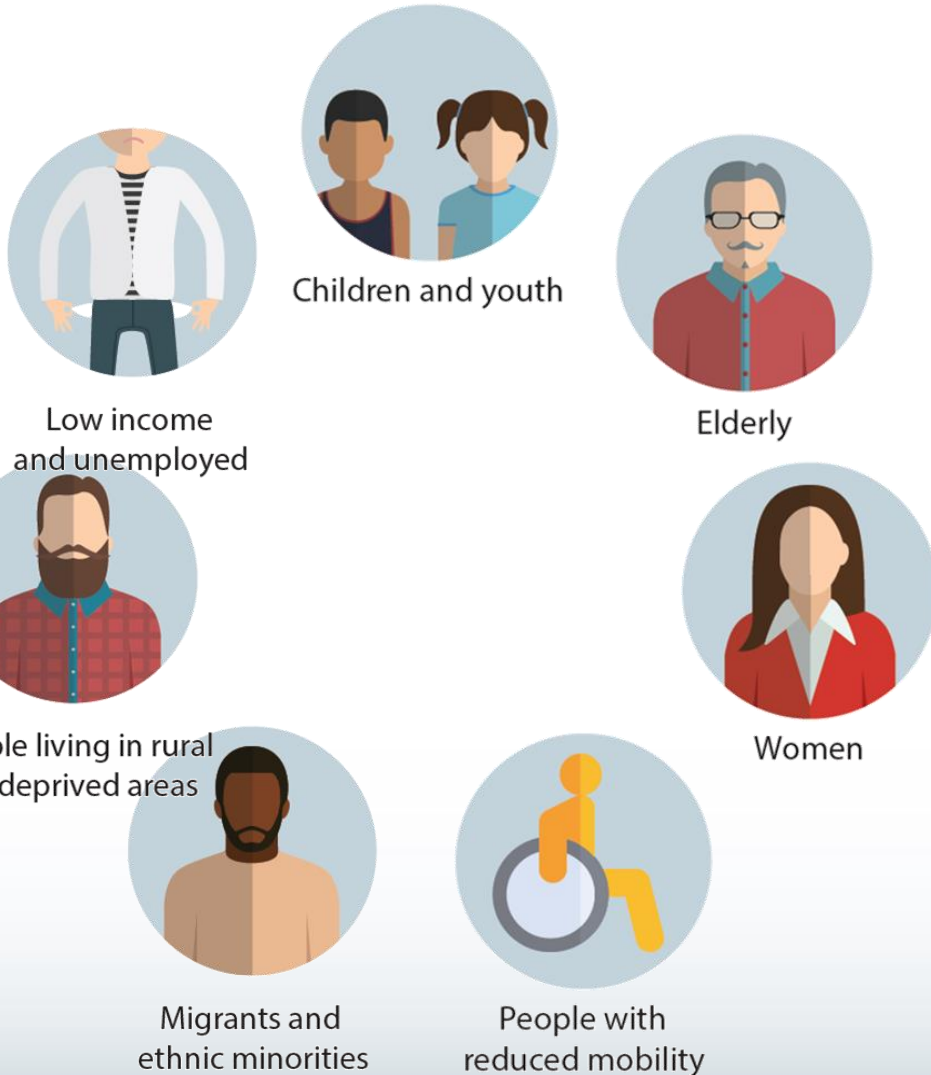 Children and youth
Elderly
Women
People with
reduced mobility
Migrants and
ethnic minorities
living in rural
deprived areas
Low income
and unemployed